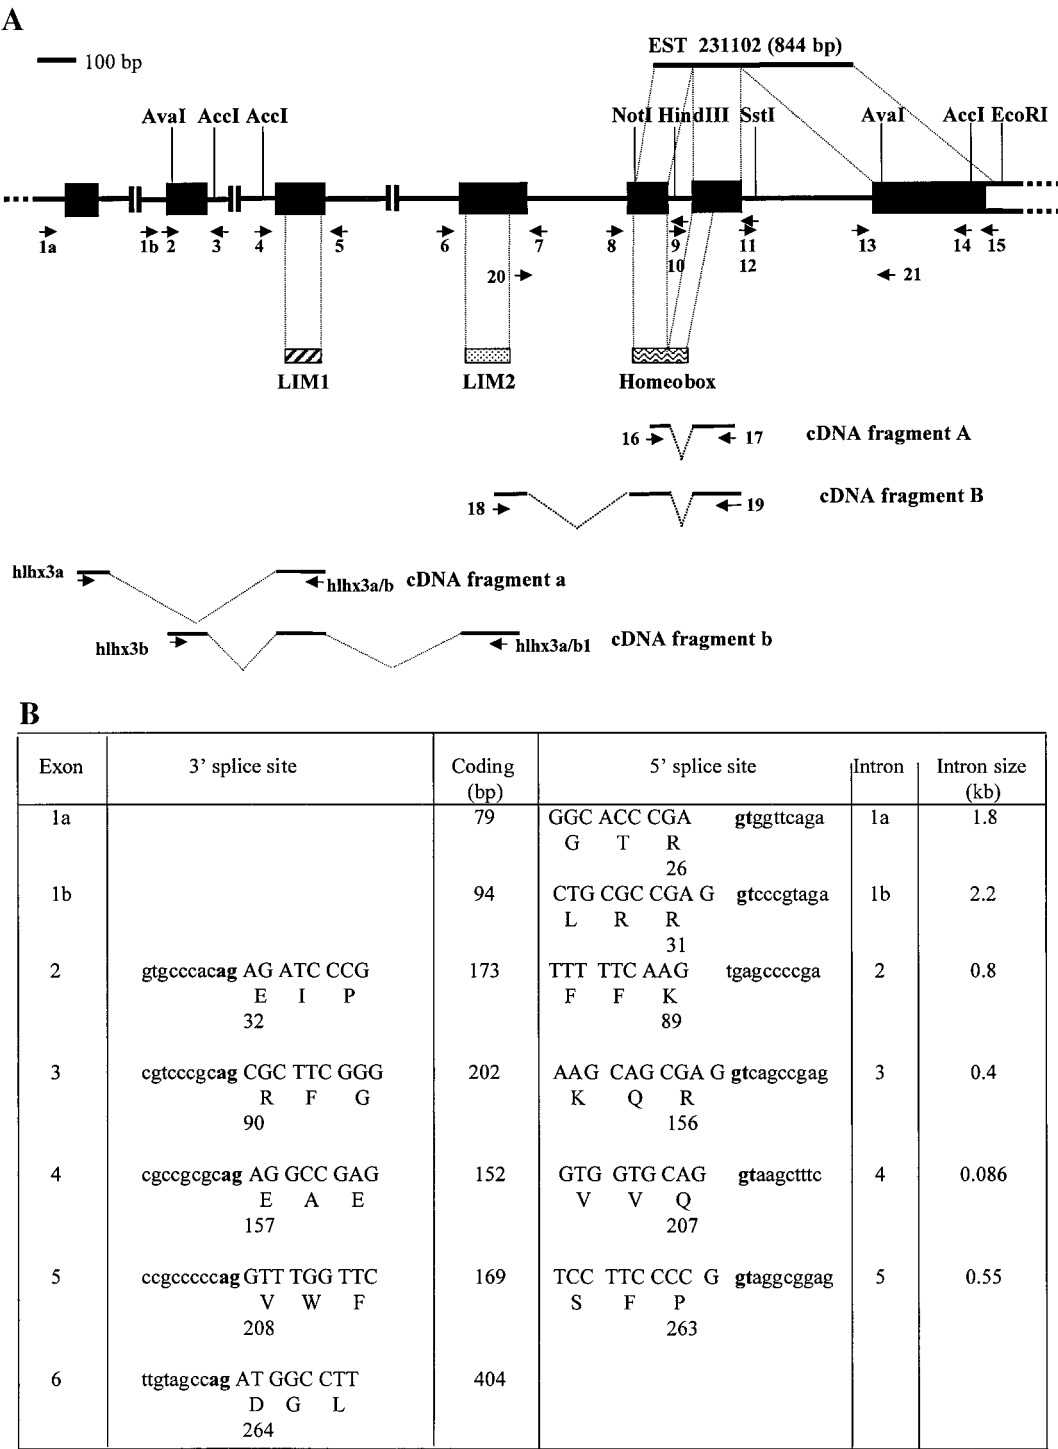 A
EST 231102 (844 bp)
100 bp
AvaI AccI AccI NotI HindIII SstI AvaI AccI EcoRI
1a 1b 2 3 4 5 6 7 8 9 11 13 14 15
10 12
20 21
LIM1 LIM2 Homeobox
16 17 cDNA fragment A
18 19 cDNA fragment B
hlhx3a hlhx3a/b cDNA fragment a
hlhx3b hlhx3a/b1 cDNA fragment b
B
Exon 3' splice site Coding (bp) 5' splice site Intron Intron size (kb)
1a 79 GGC ACC CGA gtggttcaga 1a 1.8
G T R
26
1b 94 CTG CGC CGA G gtcccgtaga 1b 2.2
L R R
31
2 gtgcccacag AG ATC CCG 173 TTT TTC AAG tgagccccga 2 0.8
E I P F F K
32 89
3 cgtcccgcag CGC TTC GGG 202 AAG CAG CGA G gtcagccgag 3 0.4
R F G K Q R
90 156
4 cgccgcgcag AG GCC GAG 152 GTG GTG CAG gtaagctttc 4 0.086
E A E V V Q
157 207
5 ccgcccccag GTT TGG TTC 169 TCC TTC CCC G gtaggcggag 5 0.55
V W F S F P
208 263
6 ttgtagccag AT GGC CTT 404
D G L
264